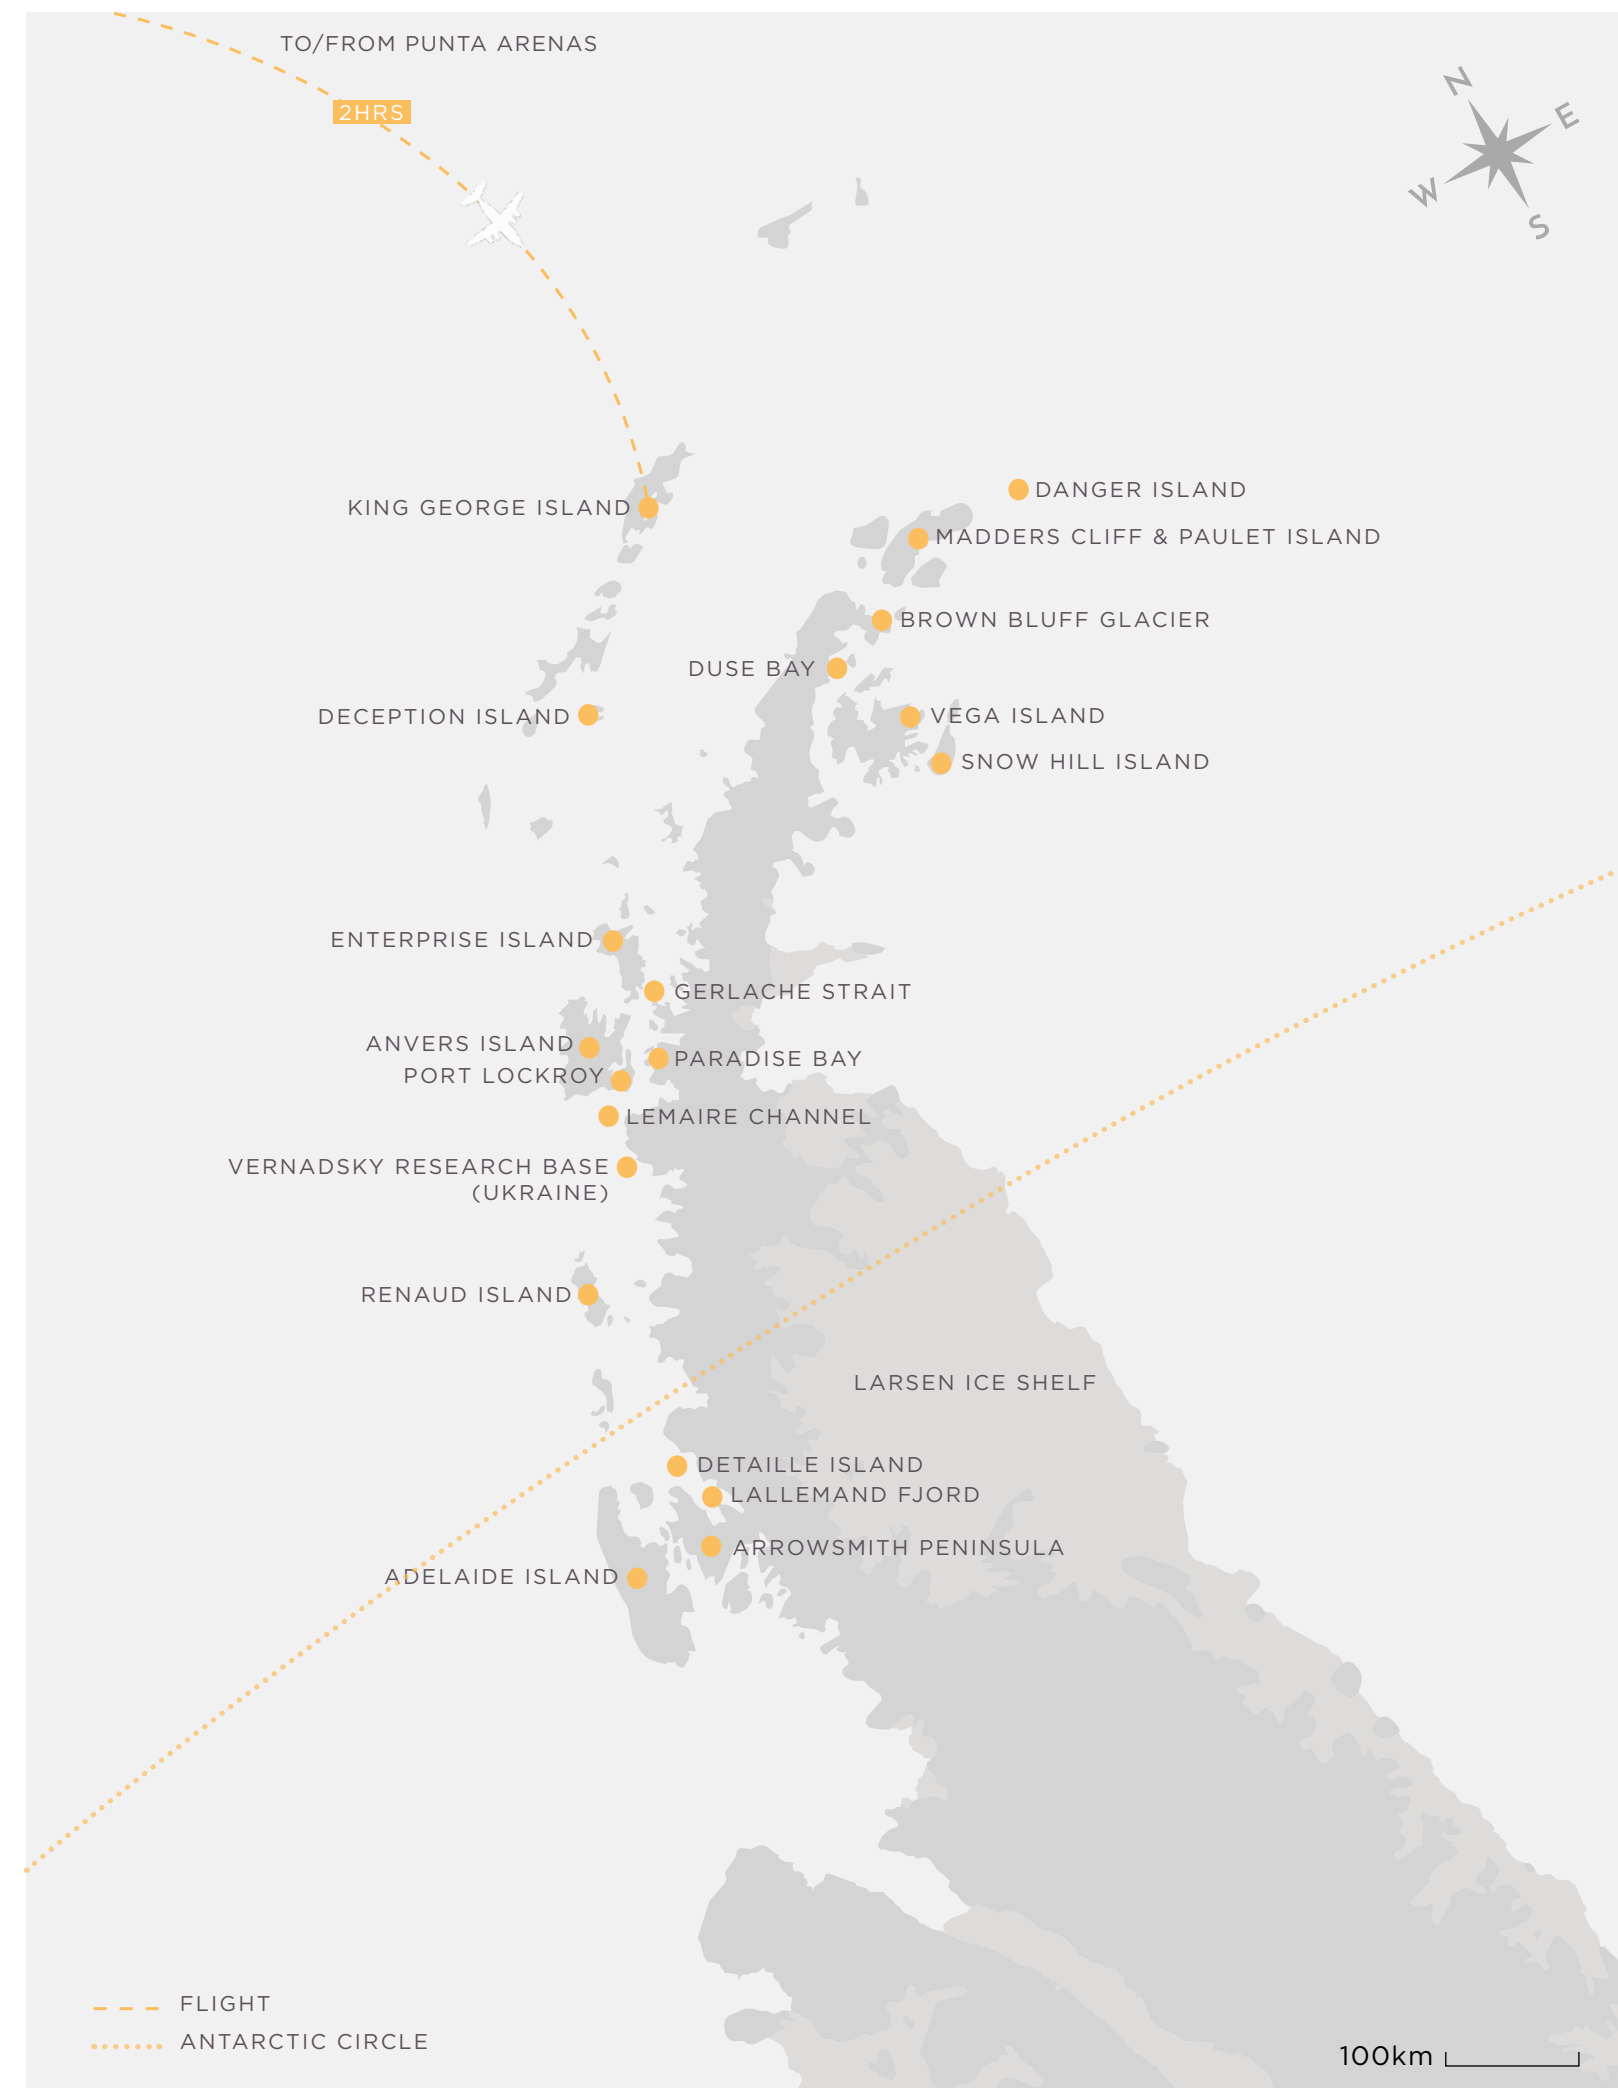 TO/FROM PUNTA ARENAS
2HRS
N
E
W
S
KING GEORGE ISLAND
DANGER ISLAND
MADDERS CLIFF & PAULET ISLAND
BROWN BLUFF GLACIER
DUSE BAY
DECEPTION ISLAND
VEGA ISLAND
SNOW HILL ISLAND
ENTERPRISE ISLAND
GERLACHE STRAIT
ANVERS ISLAND
PARADISE BAY
PORT LOCKROY
LEMAIRE CHANNEL
VERNADSKY RESEARCH BASE
(UKRAINE)
RENAUD ISLAND
LARSEN ICE SHELF
DETAILLE ISLAND
LALLEMAND FJORD
ARROWSMITH PENINSULA
ADELAIDE ISLAND
FLIGHT
ANTARCTIC CIRCLE
100km